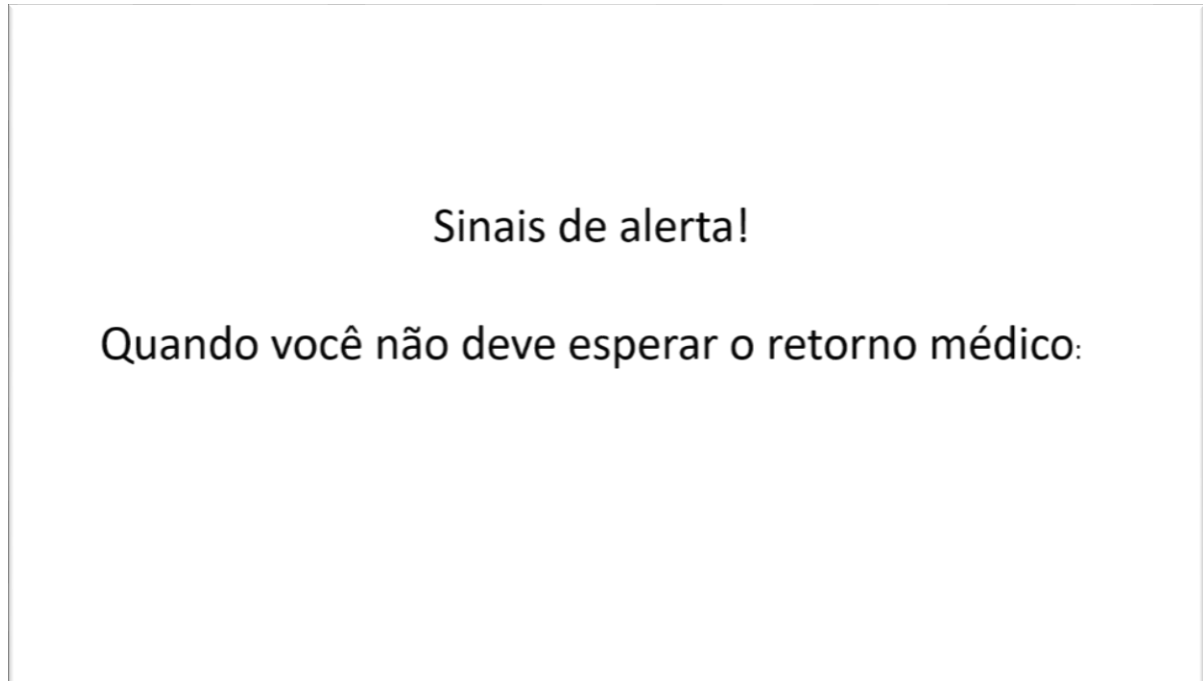 Sinais de alerta!
Quando você não deve esperar o retorno médico: